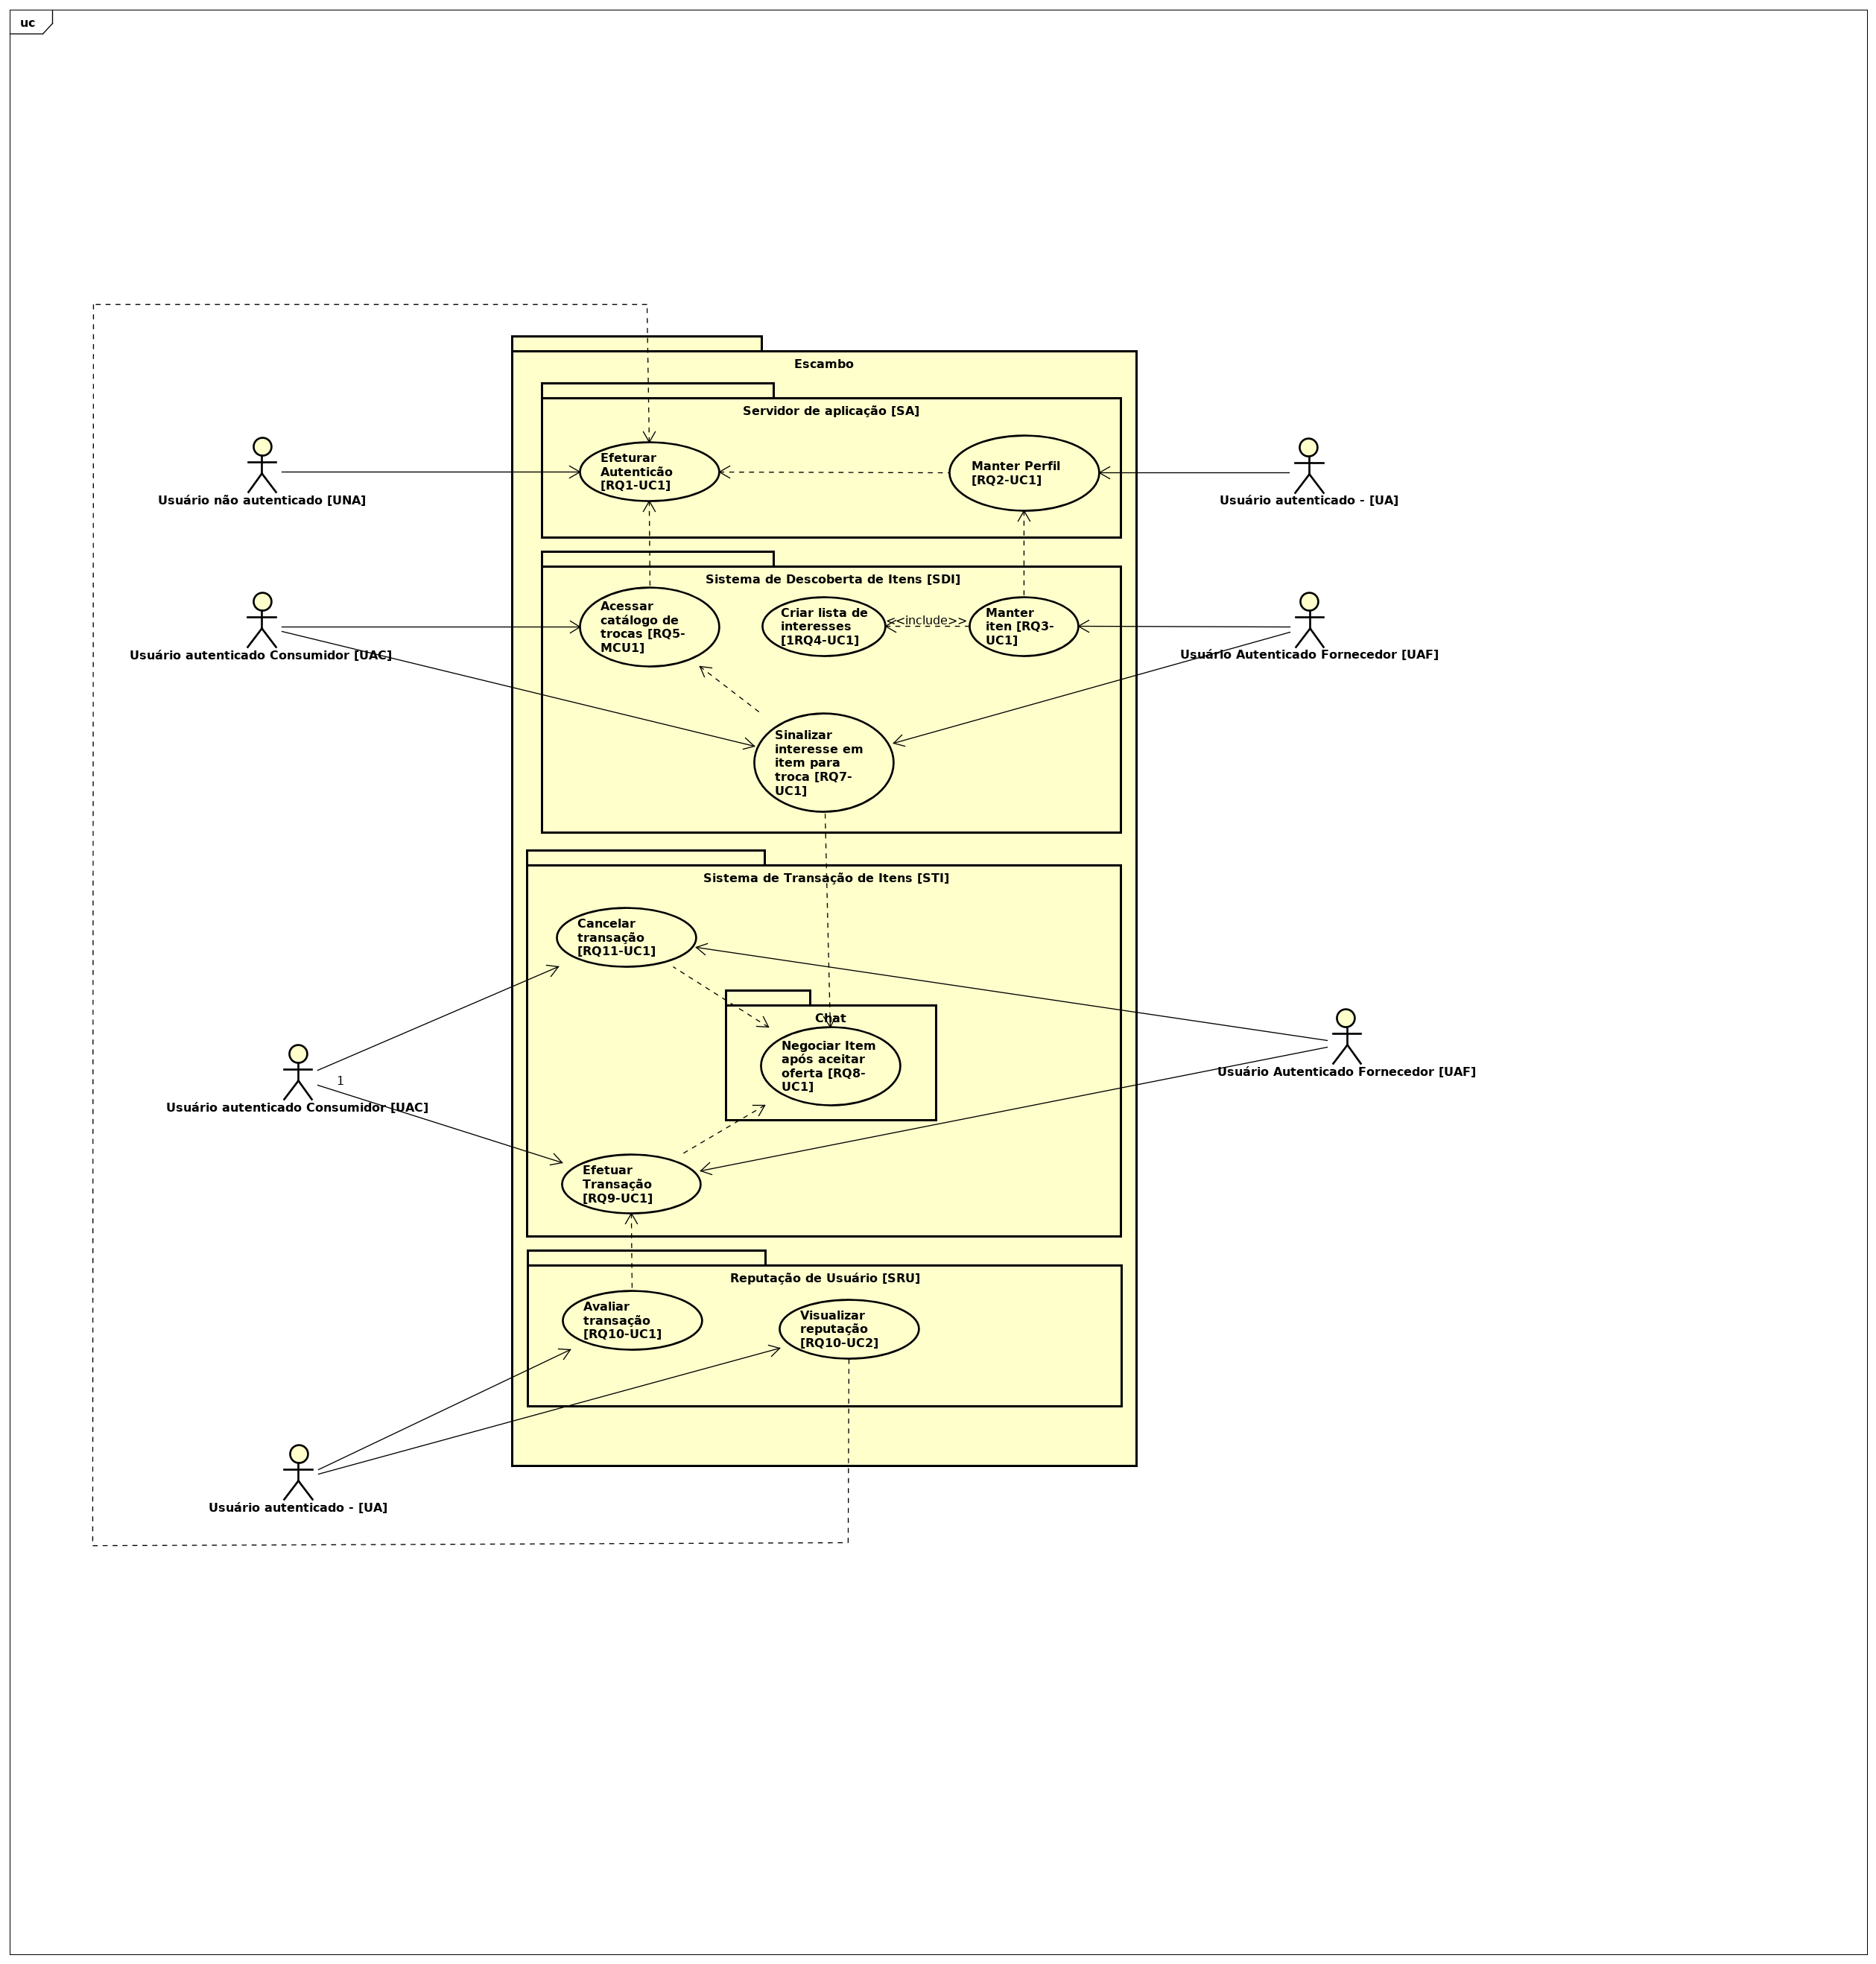 uc
Escambo
Servidor de aplicação [SA]
Efeturar
Autenticão
[RQ1-UC1]
Manter Perfil
[RQ2-UC1]
Usuário não autenticado [UNA]
Usuário autenticado - [UA]
Sistema de Descoberta de Itens [SDI]
Acessar
catálogo de
trocas [RQ5-
MCU1]
Criar lista de
interesses
[1RQ4-UC1]
<<include>>
Manter
iten [RQ3-
UC1]
Usuário autenticado Consumidor [UAC]
Usuário Autenticado Fornecedor [UAF]
Sinalizar
interesse em
item para
troca [RQ7-
UC1]
Sistema de Transação de Itens [STI]
Cancelar
transação
[RQ11-UC1]
Chat
Negociar Item
após aceitar
oferta [RQ8-
UC1]
1
Usuário autenticado Consumidor [UAC]
Usuário Autenticado Fornecedor [UAF]
Efetuar
Transação
[RQ9-UC1]
Reputação de Usuário [SRU]
Avaliar
transação
[RQ10-UC1]
Visualizar
reputação
[RQ10-UC2]
Usuário autenticado - [UA]